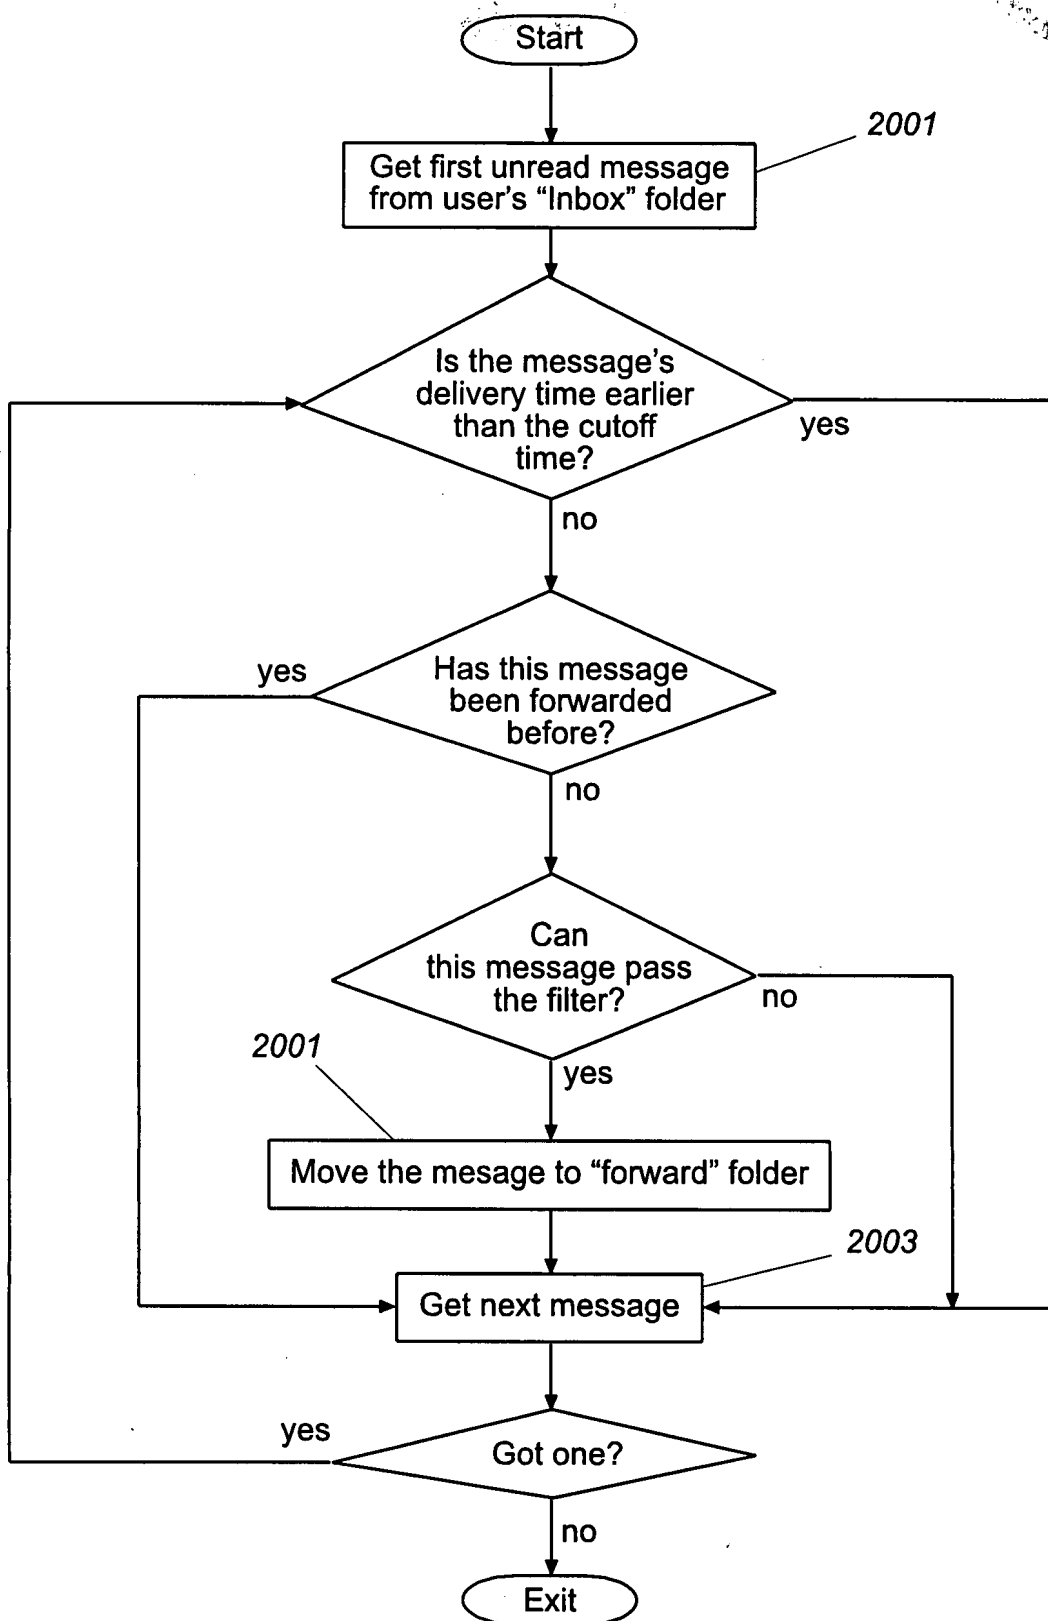 Start
2001
Get first unread message
from user's “Inbox” folder
Is the message's
delivery time earlier
than the cutoff
time?
yes
no
yes
Has this message
been forwarded
before?
no
Can
this message pass
the filter?
no
2001
yes
Move the mesage to “forward” folder
2003
Get next message
yes
Got one?
no
Exit